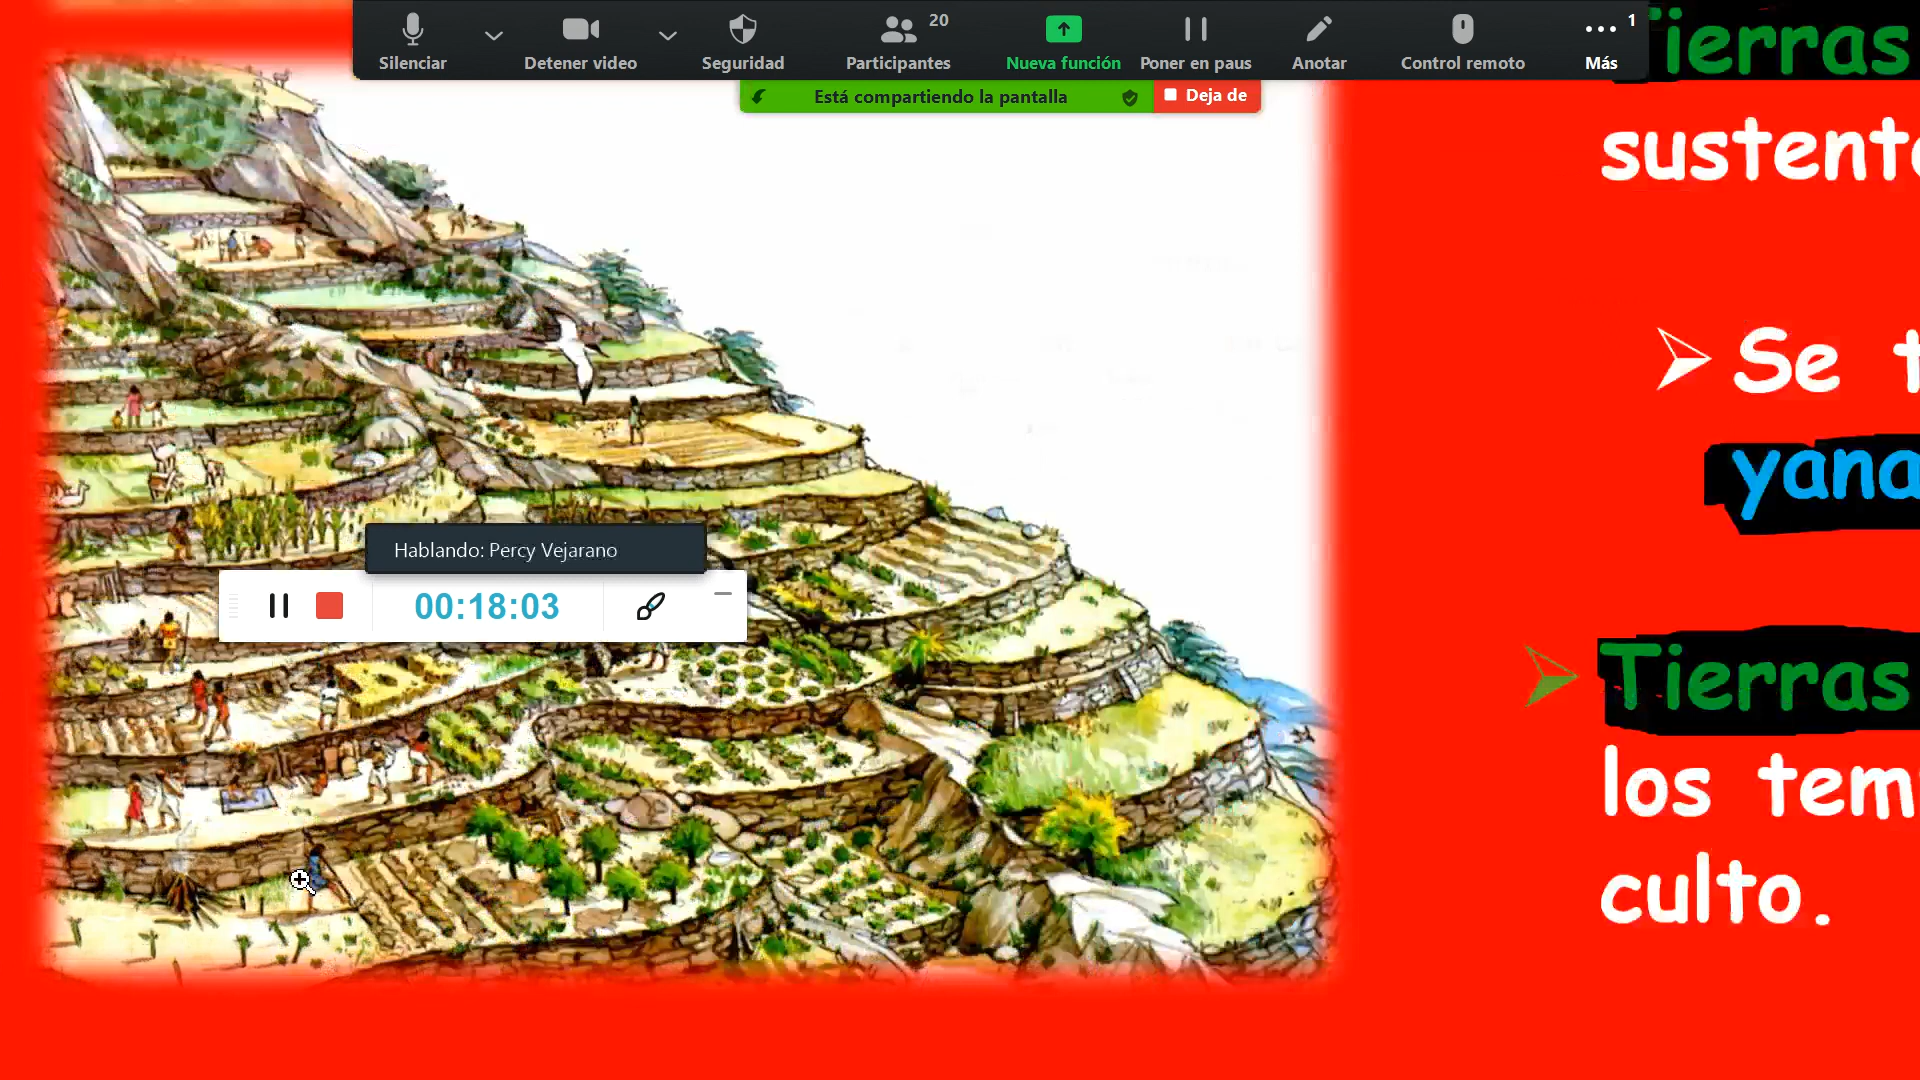 Silenciar
Detener video
Seguridad
20
Participantes
Nueva función
Poner en paus
Anotar
Control remoto
1
Más
Está compartiendo la pantalla
Deja de
Tierras
sustent
Se t
yana
Hablando: Percy Vejarano
00:18:03
Tierras
los tem
culto.